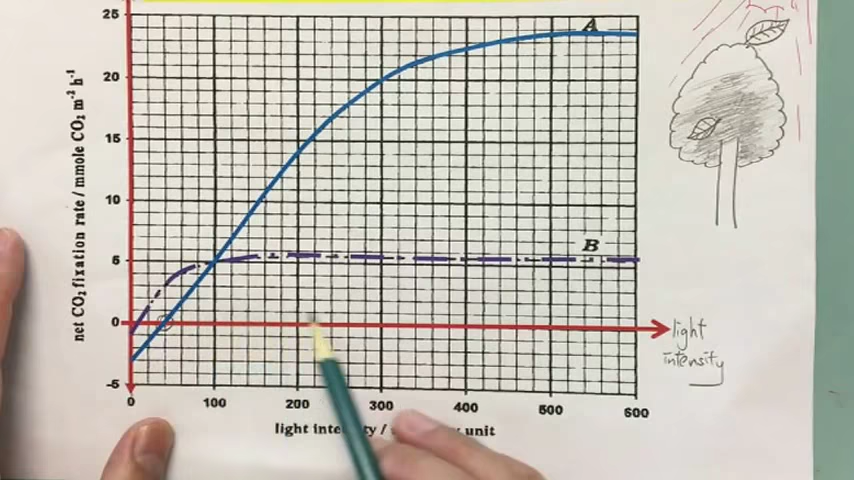 25
20
15
10
5
0
-5
net CO₂ fixation rate / mmole CO₂ m⁻² h⁻¹
A
B
0 100 200 300 400 500 600
light intensity / unit
light
intensity